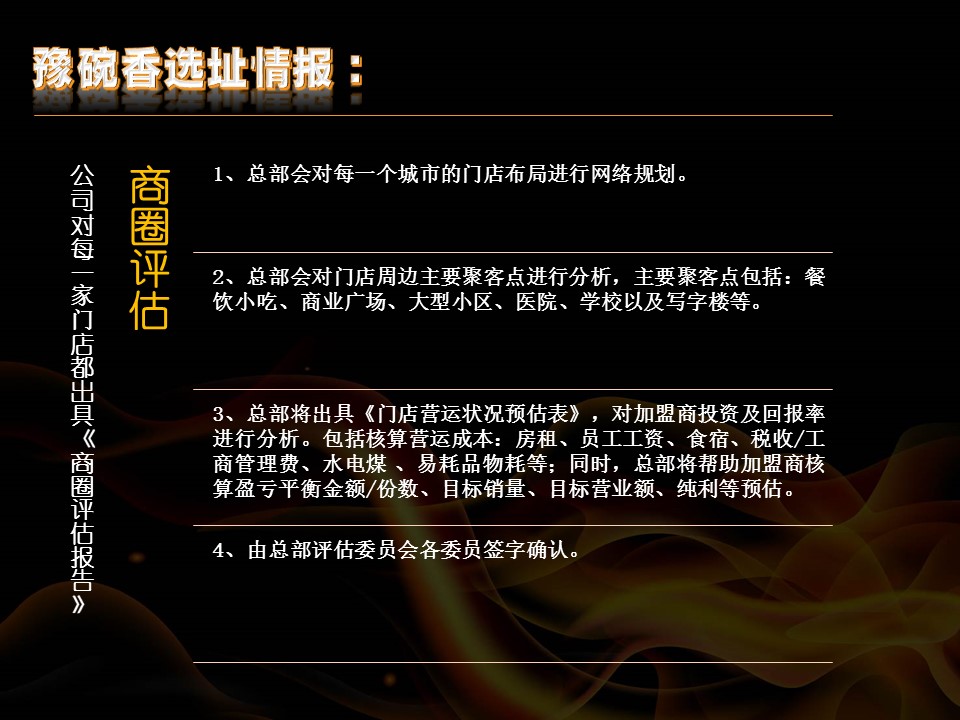 豫碗香选址情报：
公司对每一家门店都出具《商圈评估报告》
商圈评估
1、总部会对每一个城市的门店布局进行网络规划。
2、总部会对门店周边主要聚客点进行分析，主要聚客点包括：餐
饮小吃、商业广场、大型小区、医院、学校以及写字楼等。
3、总部将出具《门店营运状况预估表》，对加盟商投资及回报率
进行分析。包括核算营运成本：房租、员工工资、食宿、税收/工
商管理费、水电煤 、易耗品物耗等；同时，总部将帮助加盟商核
算盈亏平衡金额/份数、目标销量、目标营业额、纯利等预估。
4、由总部评估委员会各委员签字确认。